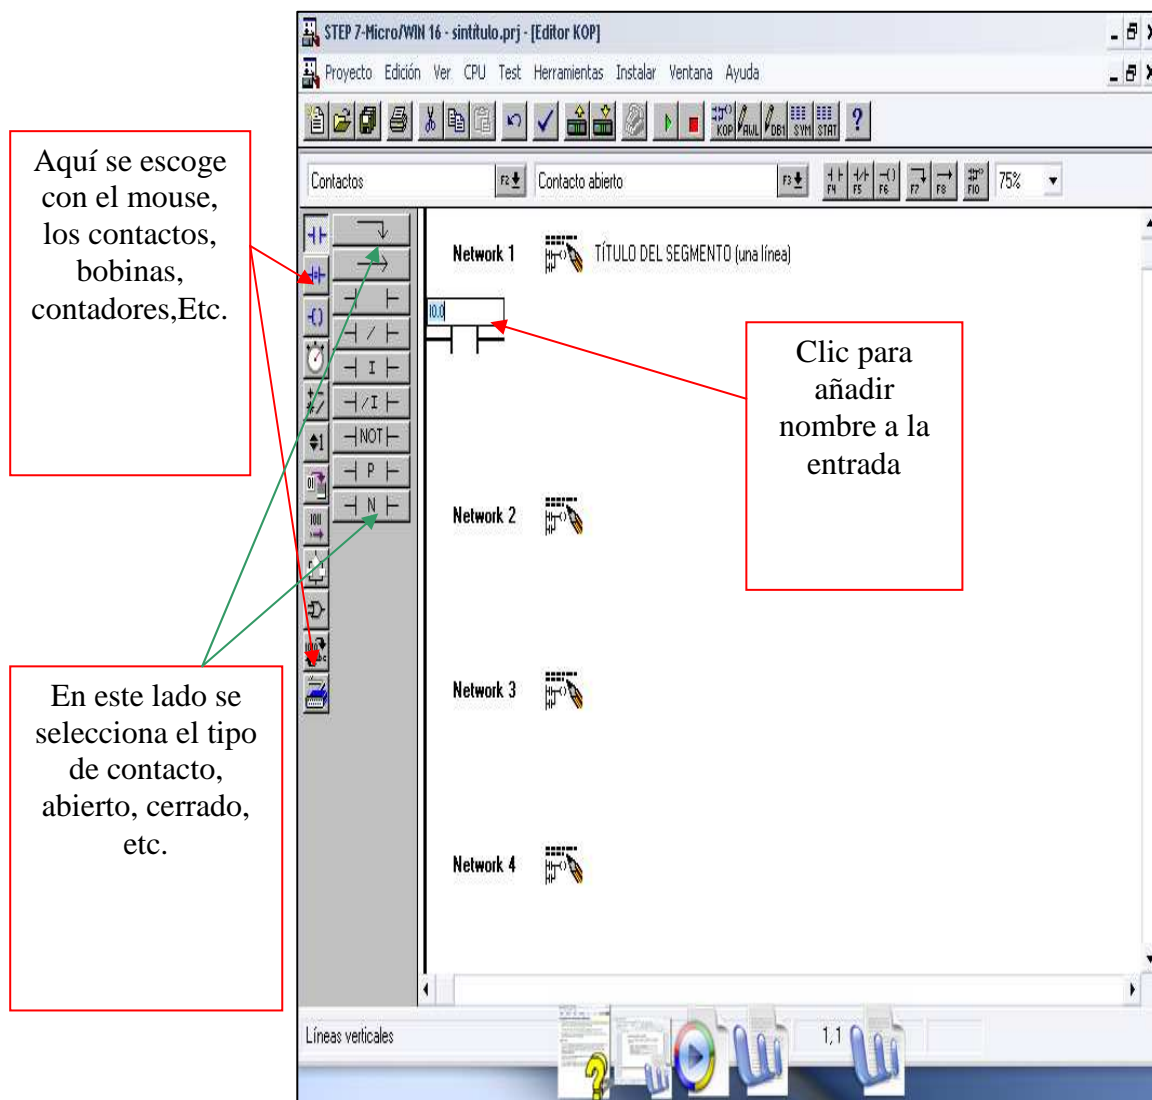 STEP 7-Micro/WIN 16 - sintítulo.prj - [Editor KOP]
Proyecto Edición Ver CPU Test Herramientas Instalar Ventana Ayuda
KOP AWL DB1 SYM STAT ?
Contactos F2 Contacto abierto F3 F4 F5 F6 F7 F8 F10 75%
Aquí se escoge
con el mouse,
los contactos,
bobinas,
contadores,Etc.
En este lado se
selecciona el tipo
de contacto,
abierto, cerrado,
etc.
I
/I
NOT
P
N
Network 1 TÍTULO DEL SEGMENTO (una línea)
I0.0
Clic para
añadir
nombre a la
entrada
Network 2
Network 3
Network 4
Líneas verticales 1,1